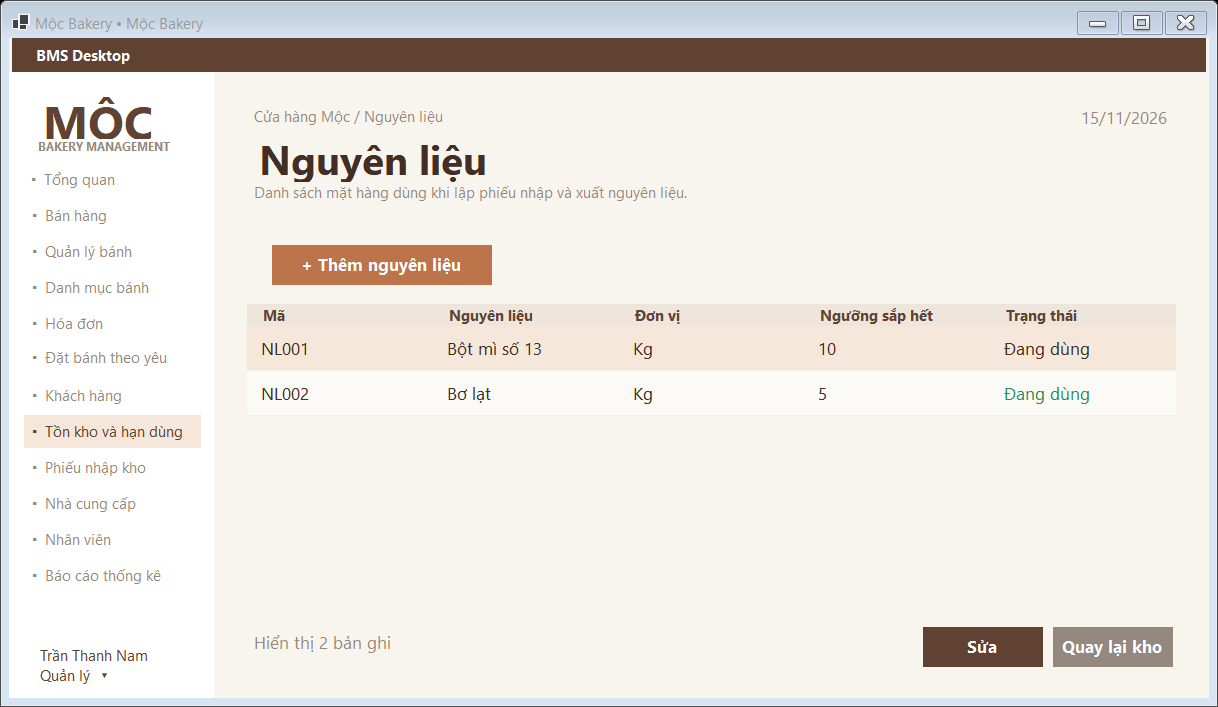 Mộc Bakery • Mộc Bakery
BMS Desktop
MỘC
BAKERY MANAGEMENT
Tổng quan
Bán hàng
Quản lý bánh
Danh mục bánh
Hóa đơn
Đặt bánh theo yêu
Khách hàng
Tồn kho và hạn dùng
Phiếu nhập kho
Nhà cung cấp
Nhân viên
Báo cáo thống kê
Trần Thanh Nam
Quản lý ▾
Cửa hàng Mộc / Nguyên liệu
15/11/2026
Nguyên liệu
Danh sách mặt hàng dùng khi lập phiếu nhập và xuất nguyên liệu.
+ Thêm nguyên liệu
Mã Nguyên liệu Đơn vị Ngưỡng sắp hết Trạng thái
NL001 Bột mì số 13 Kg 10 Đang dùng
NL002 Bơ lạt Kg 5 Đang dùng
Hiển thị 2 bản ghi
Sửa
Quay lại kho